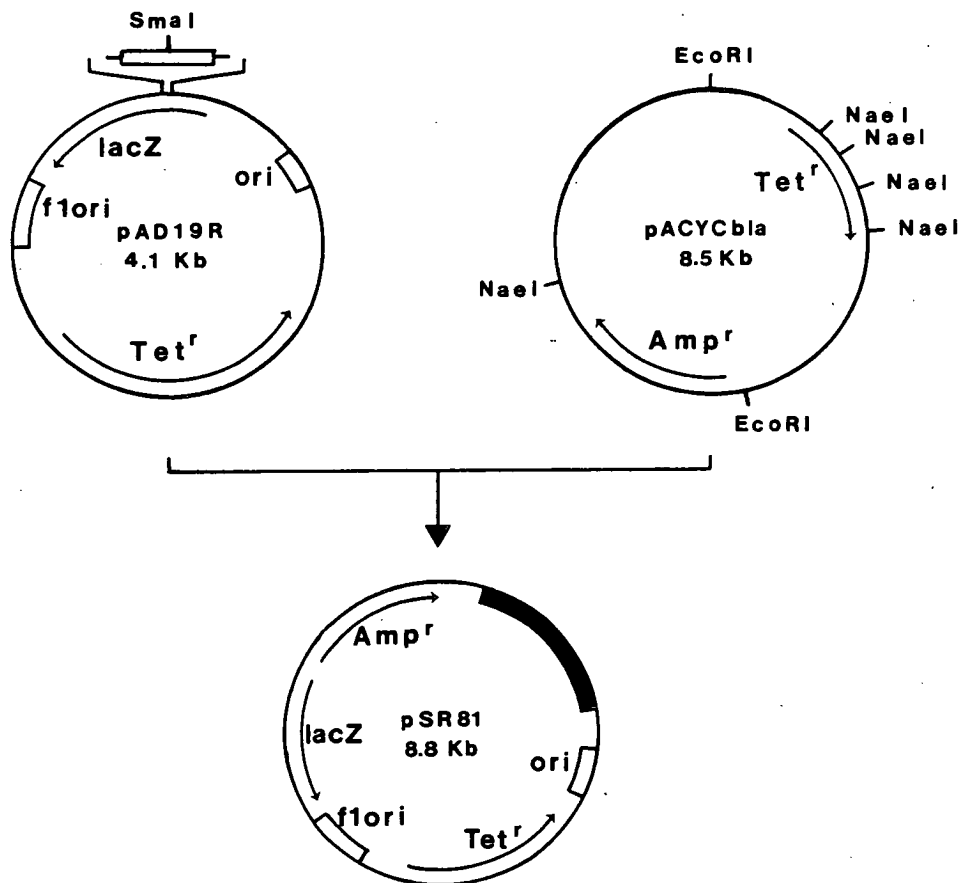 SmaI
lacZ
ori
f1ori
pAD19R
4.1 Kb
Tet^r
EcoRI
NaeI
NaeI
Tet^r
NaeI
NaeI
pACYCbla
8.5 Kb
NaeI
Amp^r
EcoRI
Amp^r
lacZ
pSR81
8.8 Kb
ori
f1ori
Tet^r